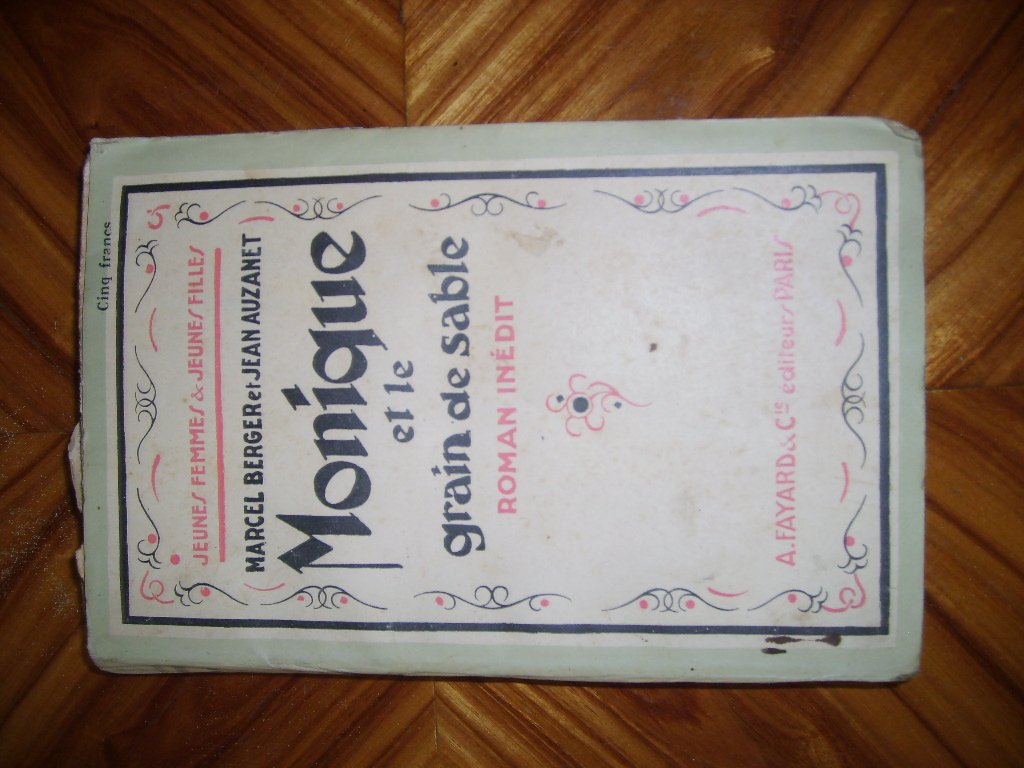 Cinq francs
JEUNES FEMMES & JEUNES FILLES
MARCEL BERGER et JEAN AUZANET
Monique
et le
grain de sable
ROMAN INÉDIT
A. FAYARD & Cie éditeurs PARIS